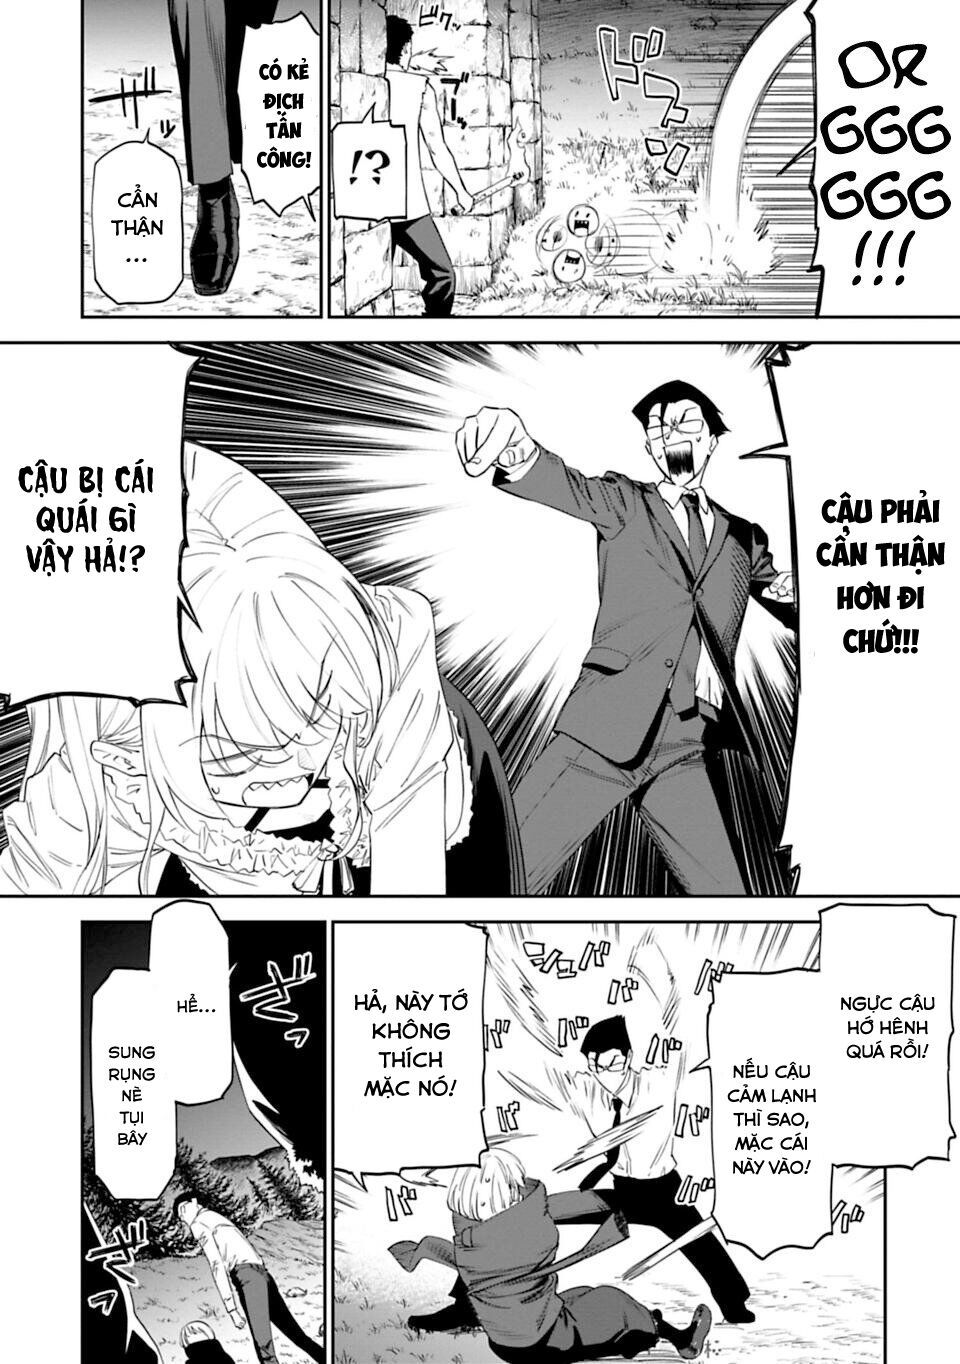 OR
GGG
GGG
!!!
!?
CÓ KẺ
ĐỊCH
TẤN
CÔNG!
CẨN
THẬN
...
CẬU PHẢI
CẨN THẬN
HƠN ĐI
CHỨ!!!
CẬU BỊ CÁI
QUÁI GÌ
VẬY HẢ!?
NGỰC CẬU
HỚ HÊNH
QUÁ RỒI!
NẾU CẬU
CẢM LẠNH
THÌ SAO,
MẶC CÁI
NÀY VÀO!
HẢ, NÀY TỚ
KHÔNG
THÍCH
MẶC NÓ!
HỂ...
SUNG
RỤNG
NÈ
TỤI
BÂY